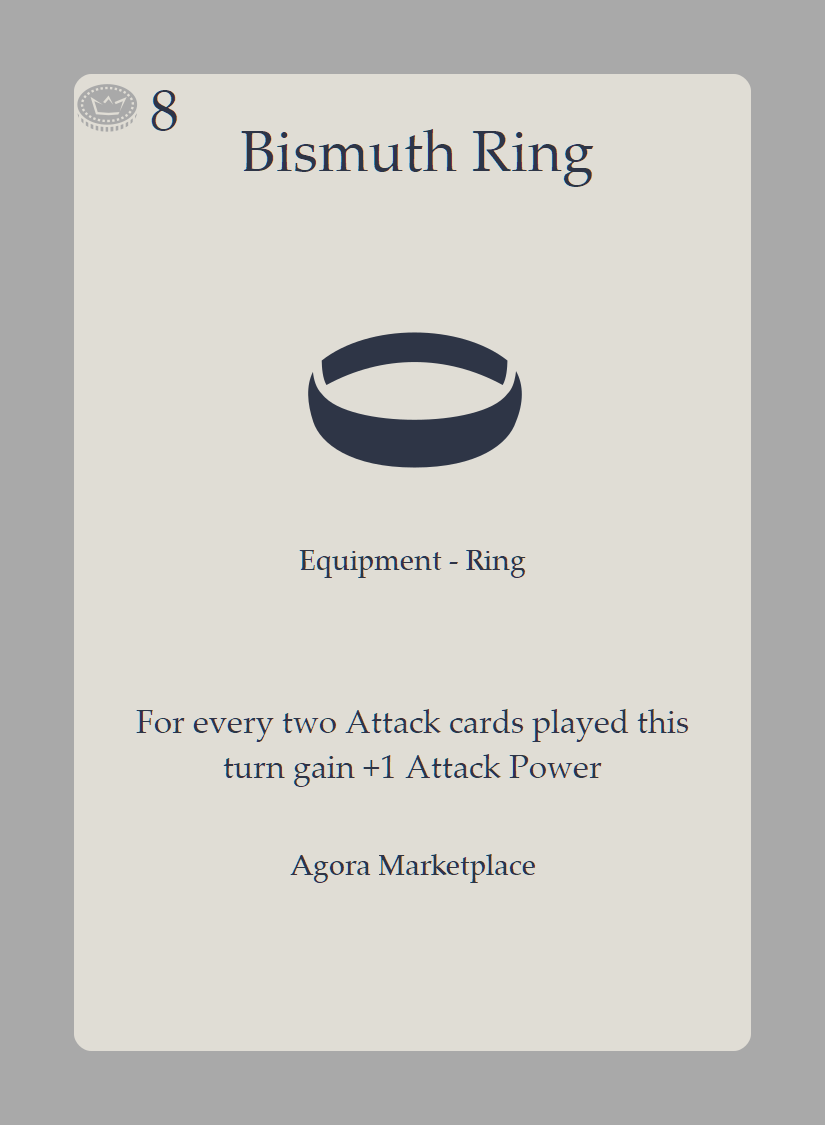 8
Bismuth Ring
Equipment - Ring
For every two Attack cards played this
turn gain +1 Attack Power
Agora Marketplace